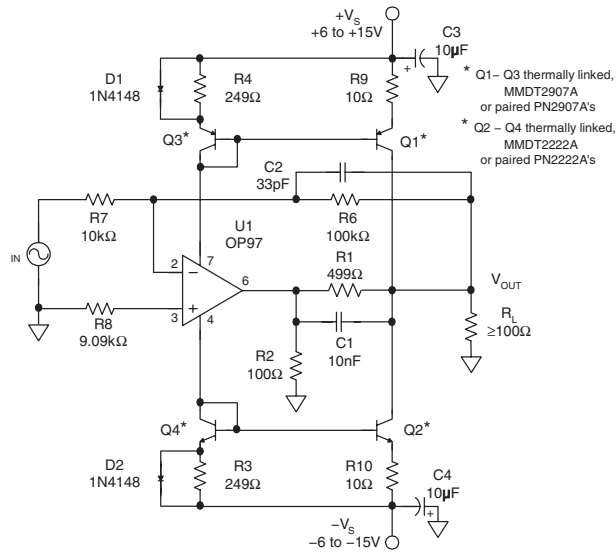 +V_S
+6 to +15V
C3
10µF
D1
1N4148
R4
249Ω
R9
10Ω
* Q1– Q3 thermally linked,
MMDT2907A
or paired PN2907A's
* Q2 – Q4 thermally linked,
MMDT2222A
or paired PN2222A's
Q3*
Q1*
C2
33pF
R7
10kΩ
U1
OP97
R6
100kΩ
IN
R1
499Ω
V_OUT
2
−
7
6
3
+
4
R8
9.09kΩ
R2
100Ω
C1
10nF
R_L
≥100Ω
Q4*
Q2*
D2
1N4148
R3
249Ω
R10
10Ω
C4
10µF
+
+
−V_S
−6 to −15V